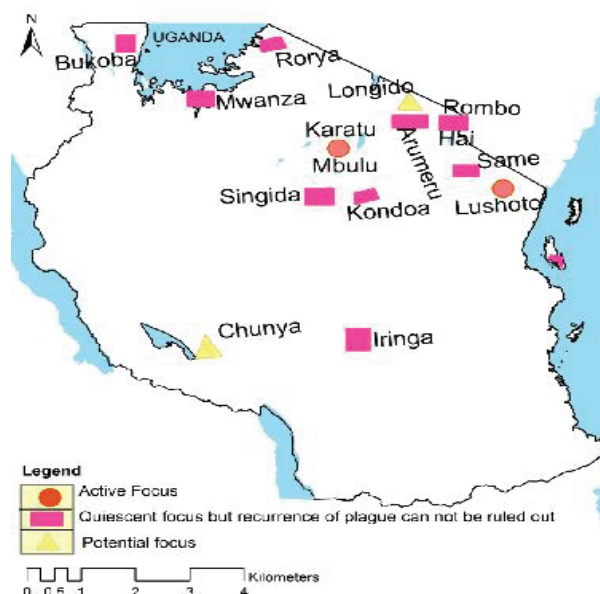 N
UGANDA
Bukoba
Rorya
Mwanza
Longido
Rombo
Karatu
Hai
Arumeru
Mbulu
Same
Singida
Kondoa
Lushoto
Chunya
Iringa
Legend
Active Focus
Quiescent focus but recurrence of plague can not be ruled out
Potential focus
Kilometers
0 0.5 1 2 3 4